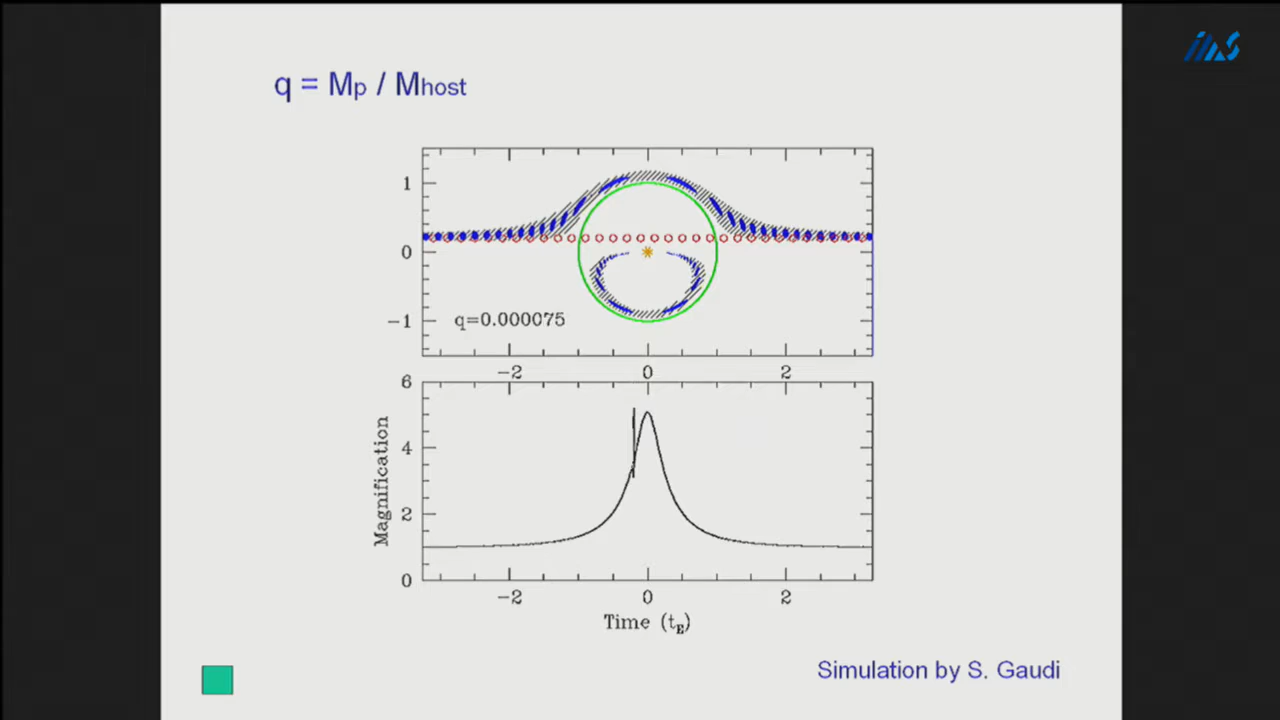 q = Mp / Mhost
1
0
−1
q=0.000075
−2 0 2
6
4
2
0
Magnification
−2 0 2
Time (tE)
Simulation by S. Gaudi